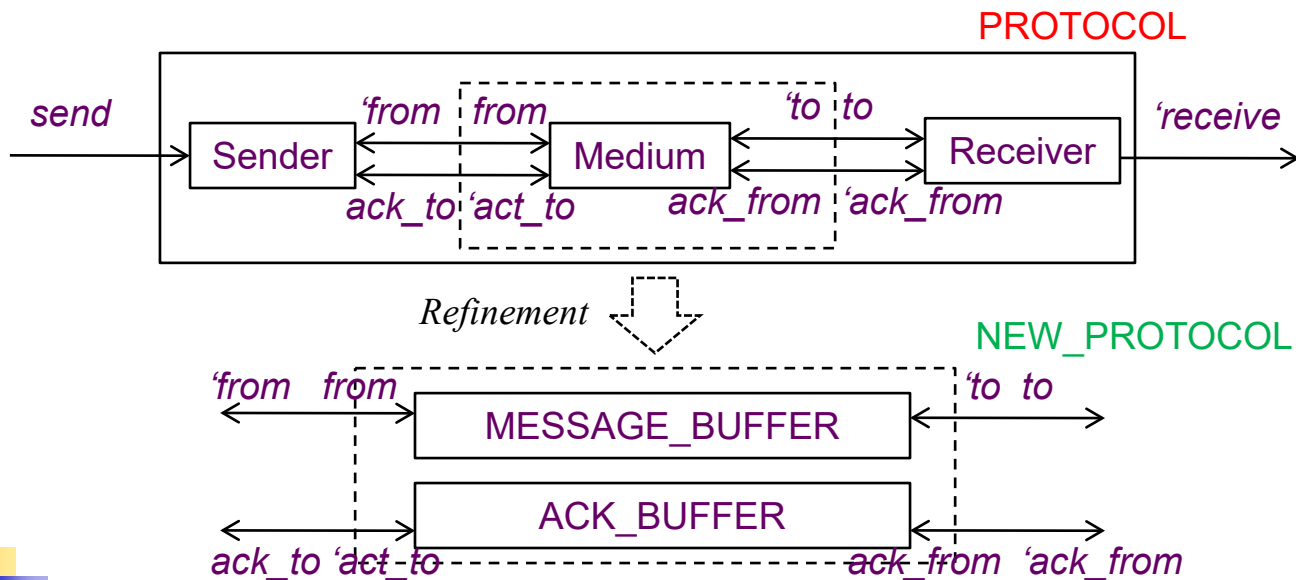 PROTOCOL
send
‘from from
‘to to
‘receive
Sender
Medium
Receiver
ack_to ‘act_to
ack_from ‘ack_from
Refinement
NEW_PROTOCOL
‘from from
‘to to
MESSAGE_BUFFER
ACK_BUFFER
ack_to ‘act_to
ack_from ‘ack_from